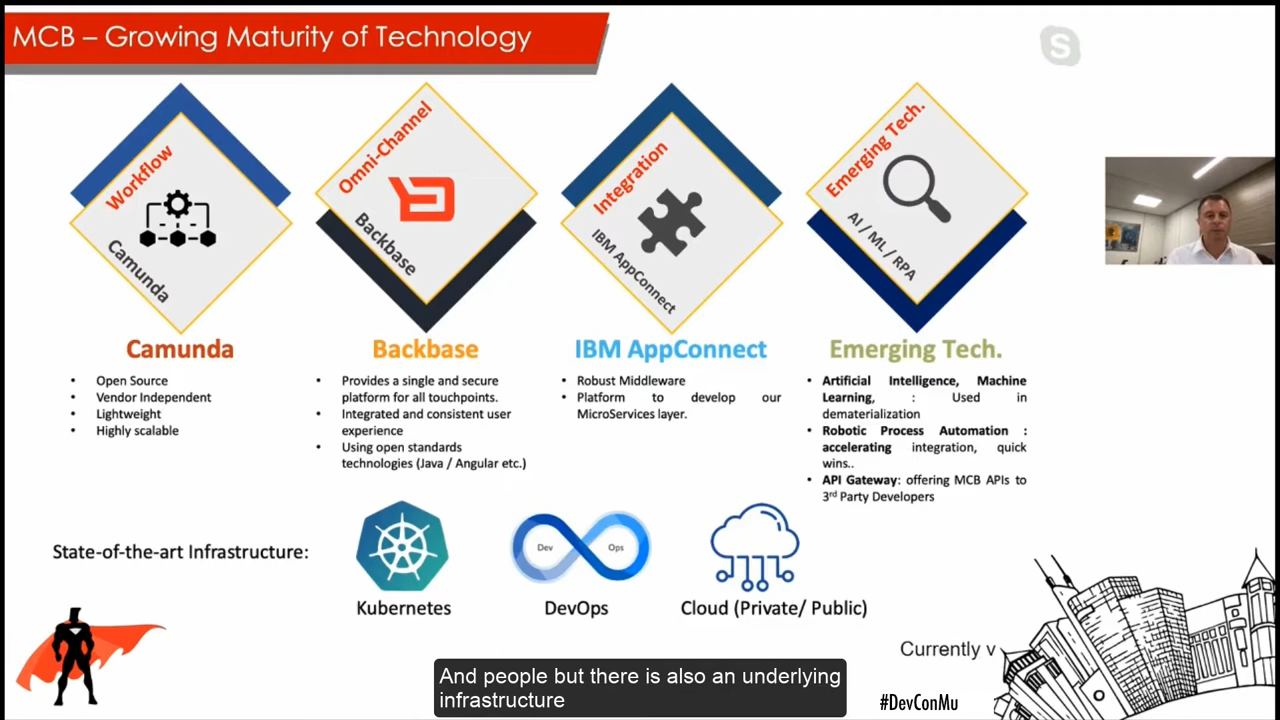 MCB – Growing Maturity of Technology
S
Workflow
Camunda
Omni-Channel
Backbase
Integration
IBM AppConnect
Emerging Tech.
AI / ML / RPA
Camunda
• Open Source
• Vendor Independent
• Lightweight
• Highly scalable
Backbase
• Provides a single and secure
platform for all touchpoints.
• Integrated and consistent user
experience
• Using open standards
technologies (Java / Angular etc.)
IBM AppConnect
• Robust Middleware
• Platform to develop our
MicroServices layer.
Emerging Tech.
• Artificial Intelligence, Machine
Learning, : Used in
dematerialization
• Robotic Process Automation :
accelerating integration, quick
wins..
• API Gateway: offering MCB APIs to
3rd Party Developers
State-of-the-art Infrastructure:
Dev
Ops
Kubernetes
DevOps
Cloud (Private/ Public)
Currently v
And people but there is also an underlying
infrastructure
#DevConMu